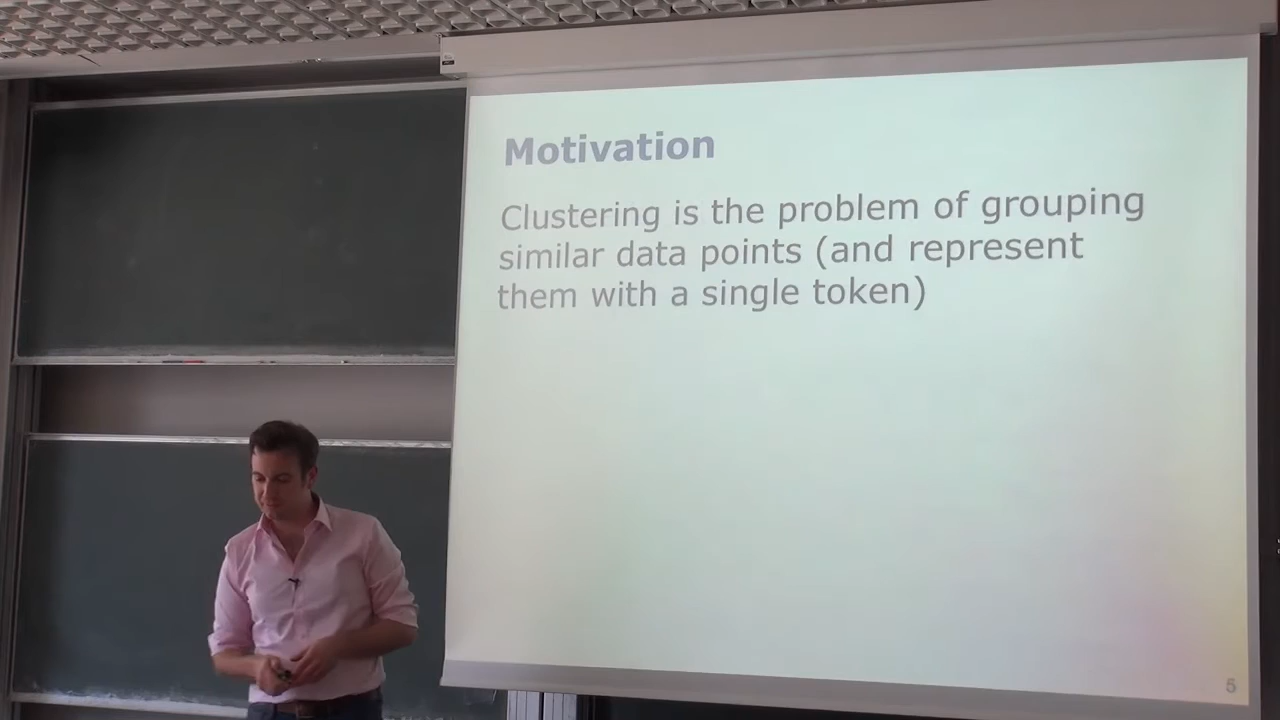 Motivation
Clustering is the problem of grouping
similar data points (and represent
them with a single token)
5